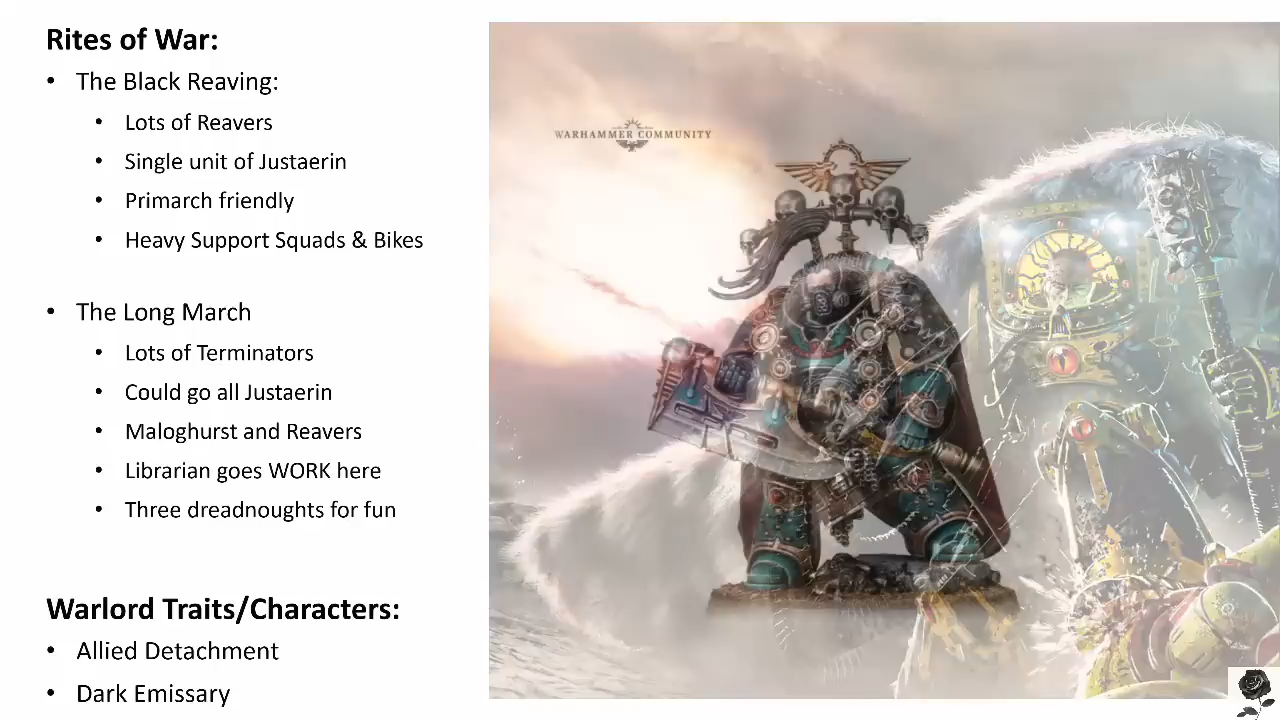 Rites of War:
• The Black Reaving:
• Lots of Reavers
• Single unit of Justaerin
• Primarch friendly
• Heavy Support Squads & Bikes
• The Long March
• Lots of Terminators
• Could go all Justaerin
• Maloghurst and Reavers
• Librarian goes WORK here
• Three dreadnoughts for fun
Warlord Traits/Characters:
• Allied Detachment
• Dark Emissary
WARHAMMER COMMUNITY